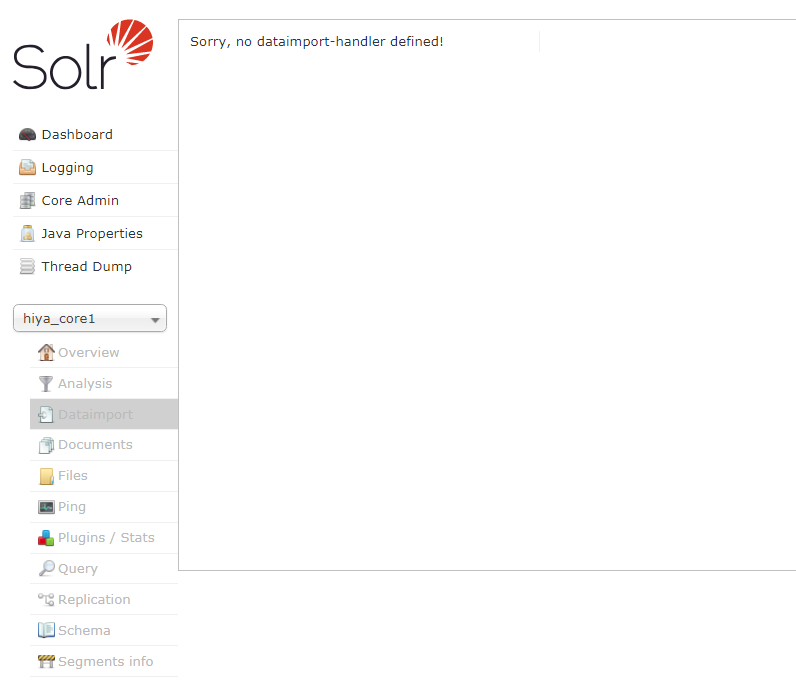 Solr
Sorry, no dataimport-handler defined!
Dashboard
Logging
Core Admin
Java Properties
Thread Dump
hiya_core1
Overview
Analysis
Dataimport
Documents
Files
Ping
Plugins / Stats
Query
Replication
Schema
Segments info